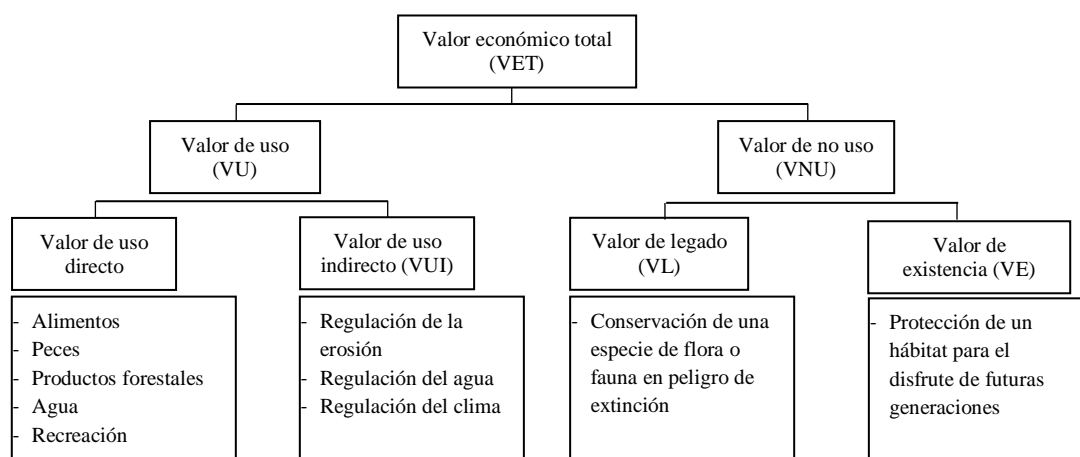 Valor económico total
(VET)
Valor de uso
(VU)
Valor de no uso
(VNU)
Valor de uso
directo
Valor de uso
indirecto (VUI)
Valor de legado
(VL)
Valor de
existencia (VE)
- Alimentos
- Peces
- Productos forestales
- Agua
- Recreación
- Regulación de la
erosión
- Regulación del agua
- Regulación del clima
- Conservación de una
especie de flora o
fauna en peligro de
extinción
- Protección de un
hábitat para el
disfrute de futuras
generaciones